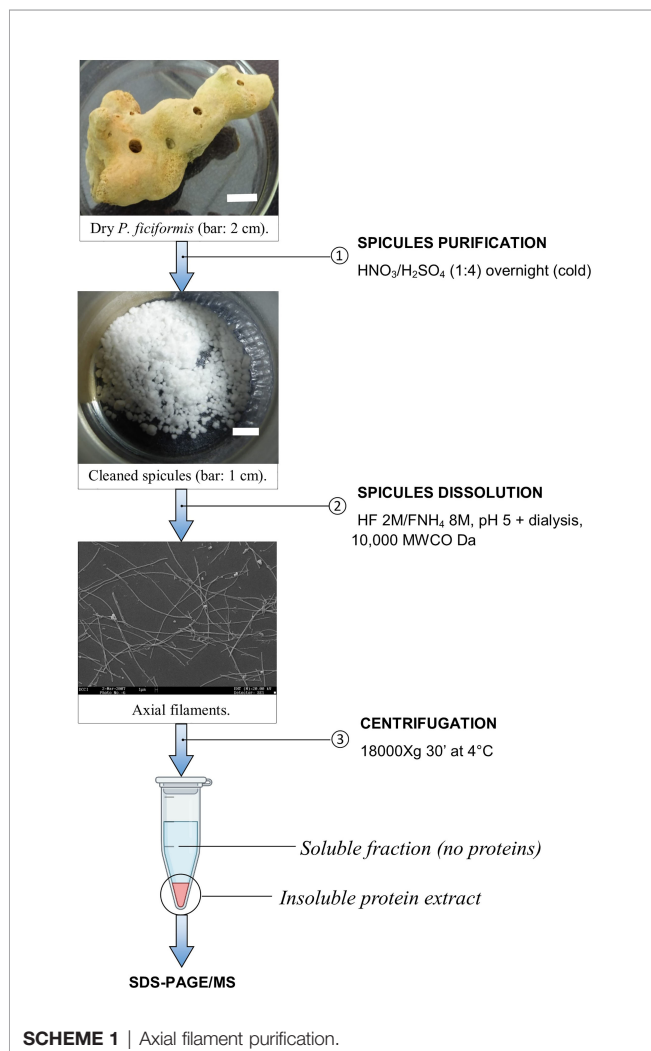 Dry P. ficiformis (bar: 2 cm).
① SPICULES PURIFICATION
HNO₃/H₂SO₄ (1:4) overnight (cold)
Cleaned spicules (bar: 1 cm).
② SPICULES DISSOLUTION
HF 2M/FNH₄ 8M, pH 5 + dialysis,
10,000 MWCO Da
Axial filaments.
③ CENTRIFUGATION
18000Xg 30’ at 4°C
Soluble fraction (no proteins)
Insoluble protein extract
SDS-PAGE/MS
SCHEME 1 | Axial filament purification.